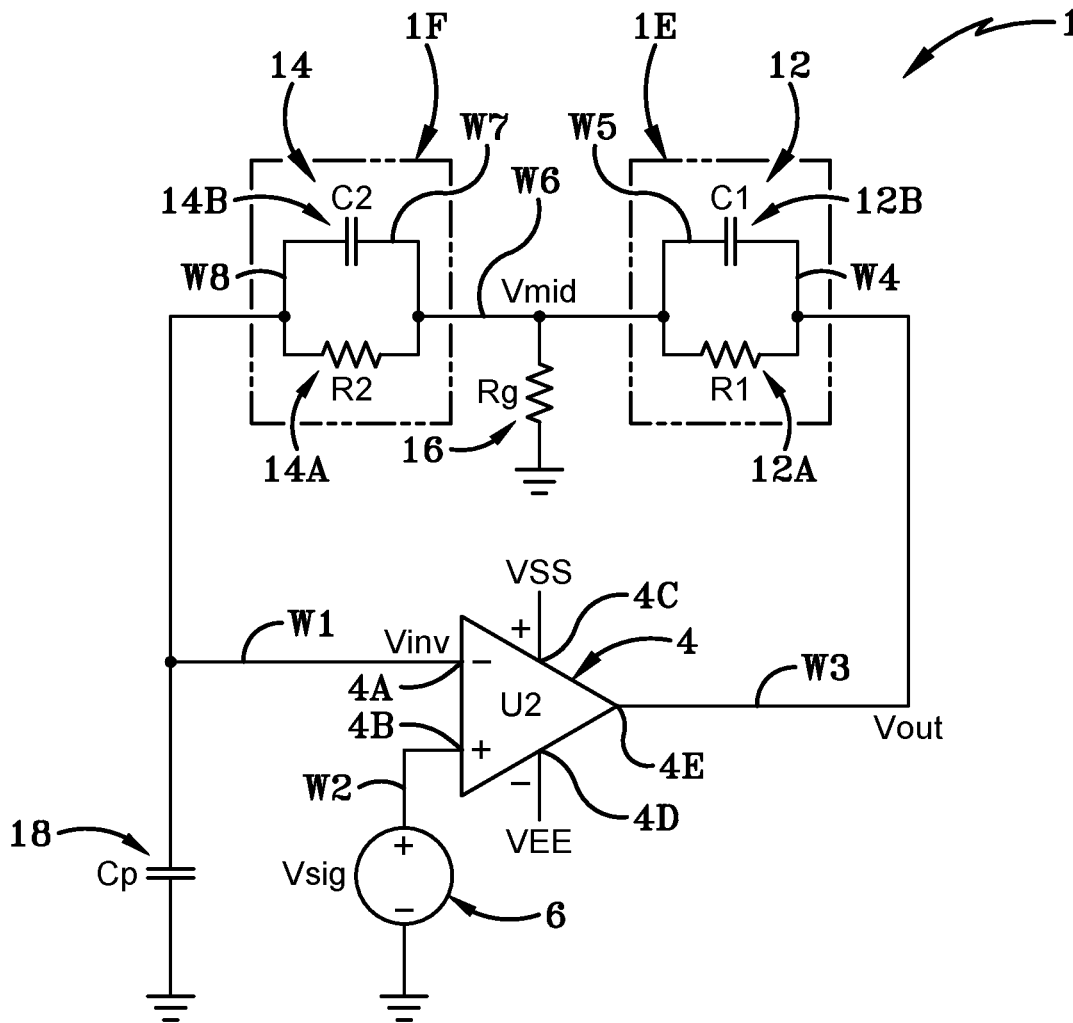 1F
1E
1
14
12
W7
W5
W6
14B
C2
C1
12B
W8
Vmid
W4
R2
Rg
R1
16
14A
12A
VSS
4C
+
4
W1
Vinv
−
W3
4A
U2
4B
+
Vout
4E
W2
−
4D
VEE
18
Cp
Vsig
+
−
6